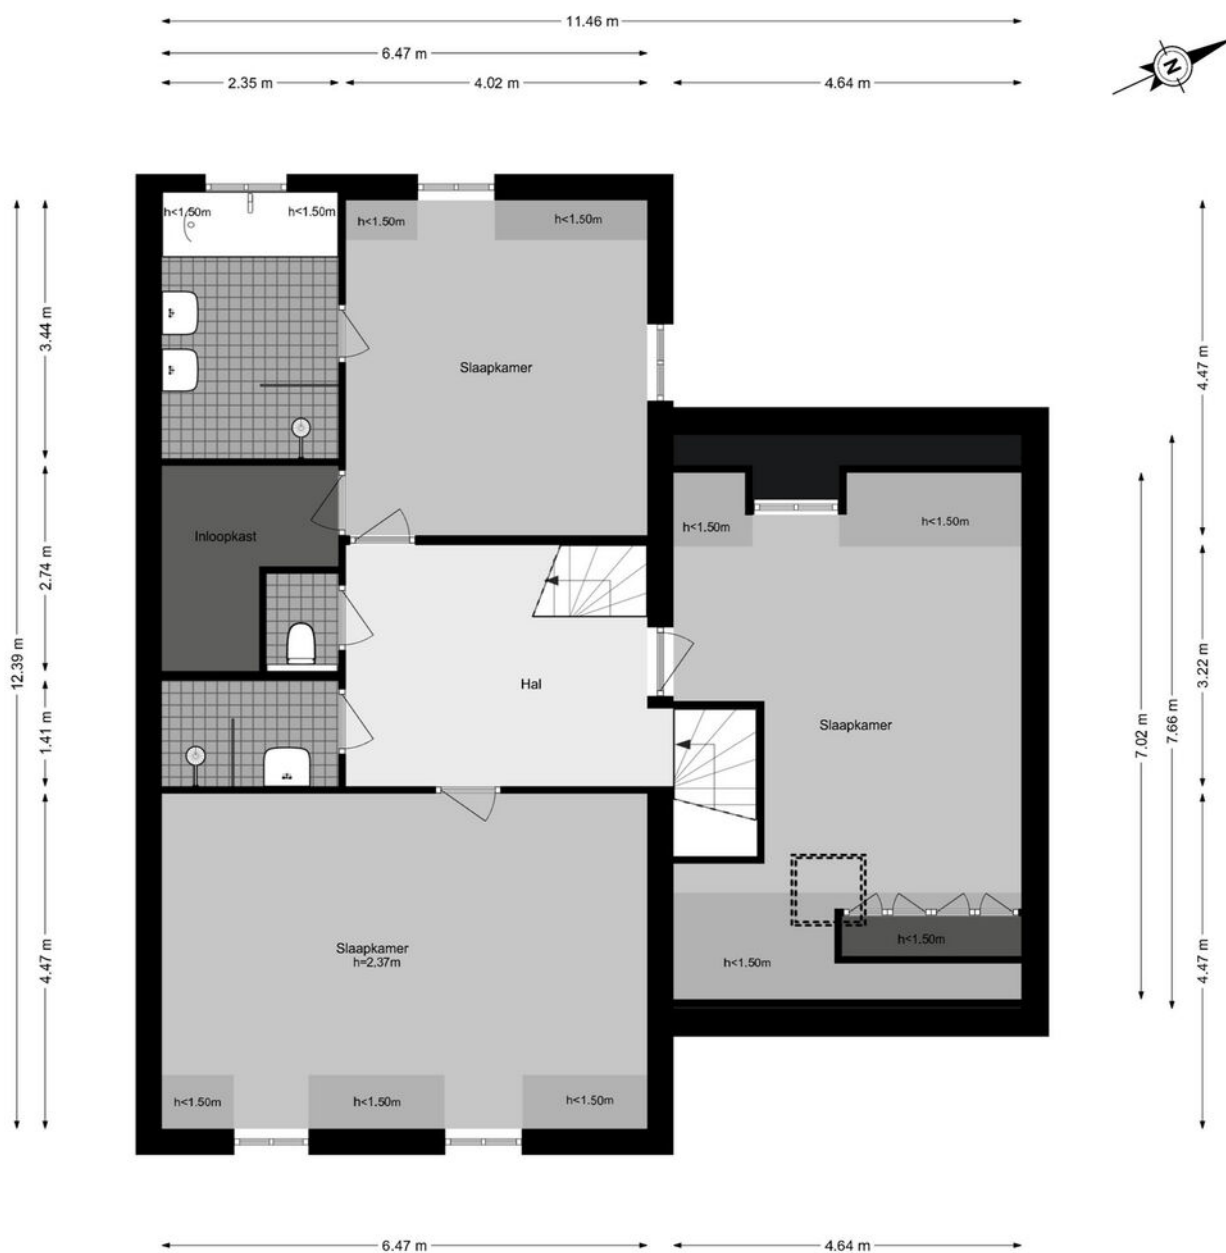 11.46 m
6.47 m
2.35 m
4.02 m
4.64 m
N
h<1.50m
h<1.50m
h<1.50m
h<1.50m
3.44 m
4.47 m
Slaapkamer
h<1.50m
h<1.50m
Inloopkast
2.74 m
12.39 m
3.22 m
Hal
7.02 m
7.66 m
1.41 m
Slaapkamer
Slaapkamer
h=2.37m
h<1.50m
h<1.50m
4.47 m
4.47 m
h<1.50m
h<1.50m
h<1.50m
6.47 m
4.64 m